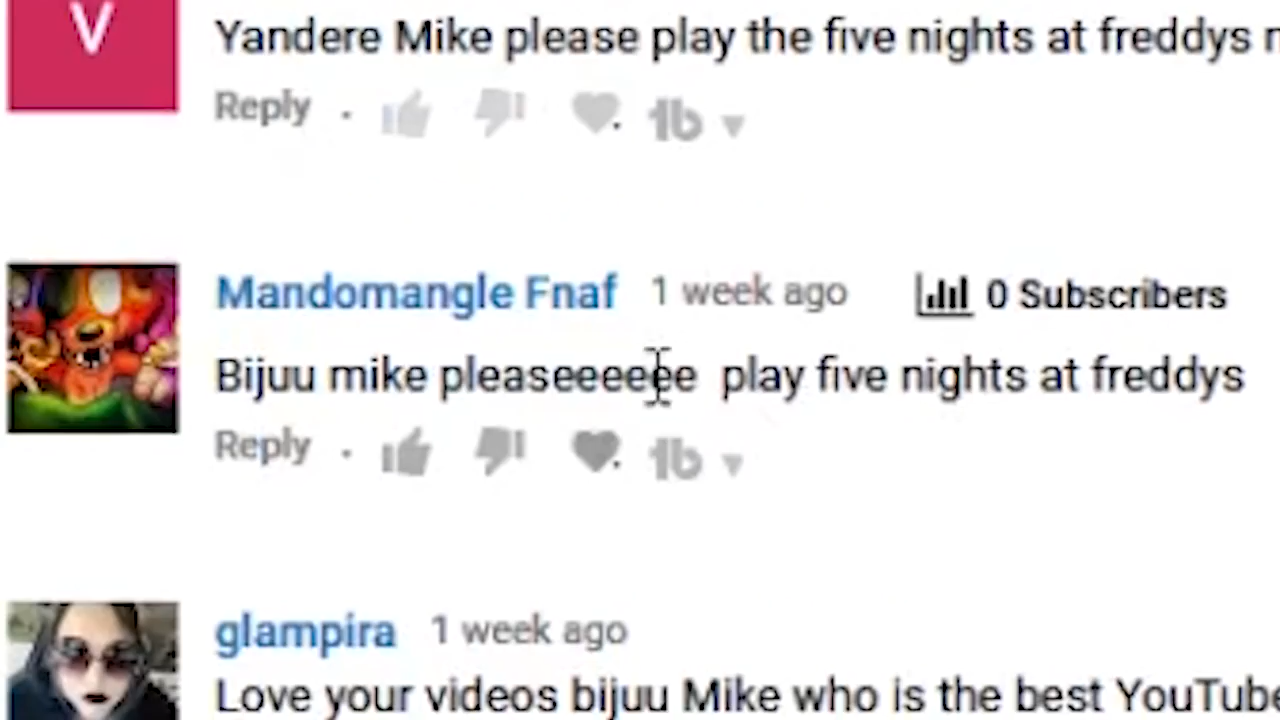 V
Yandere Mike please play the five nights at freddys
Reply .
Mandomangle Fnaf 1 week ago 0 Subscribers
Bijuu mike pleaseeeeee play five nights at freddys
Reply .
glampira 1 week ago
Love your videos bijuu Mike who is the best YouTube